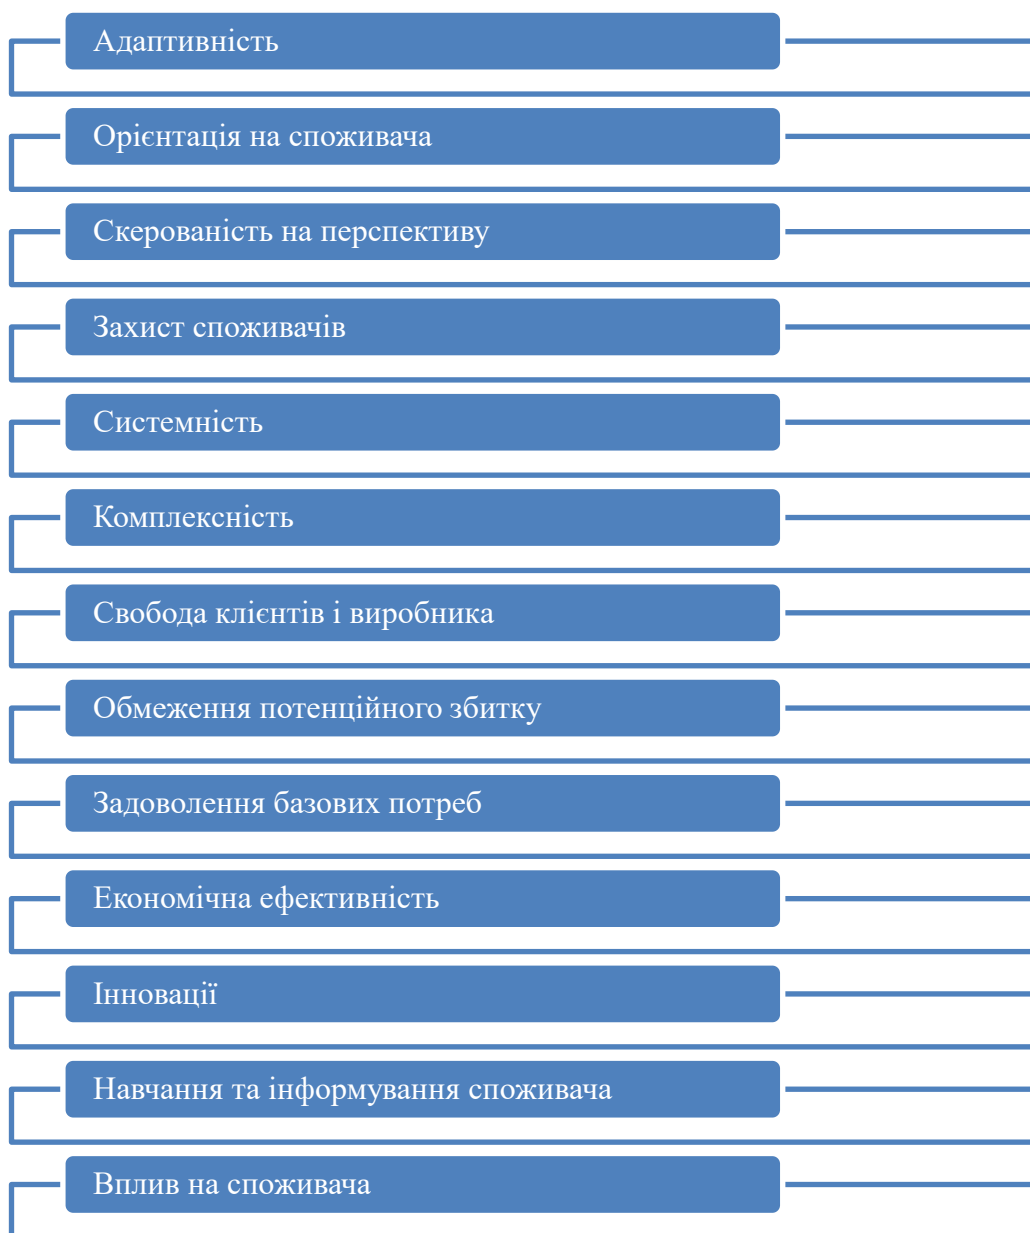 Адаптивність
Орієнтація на споживача
Скерованість на перспективу
Захист споживачів
Системність
Комплексність
Свобода клієнтів і виробника
Обмеження потенційного збитку
Задоволення базових потреб
Економічна ефективність
Інновації
Навчання та інформування споживача
Вплив на споживача